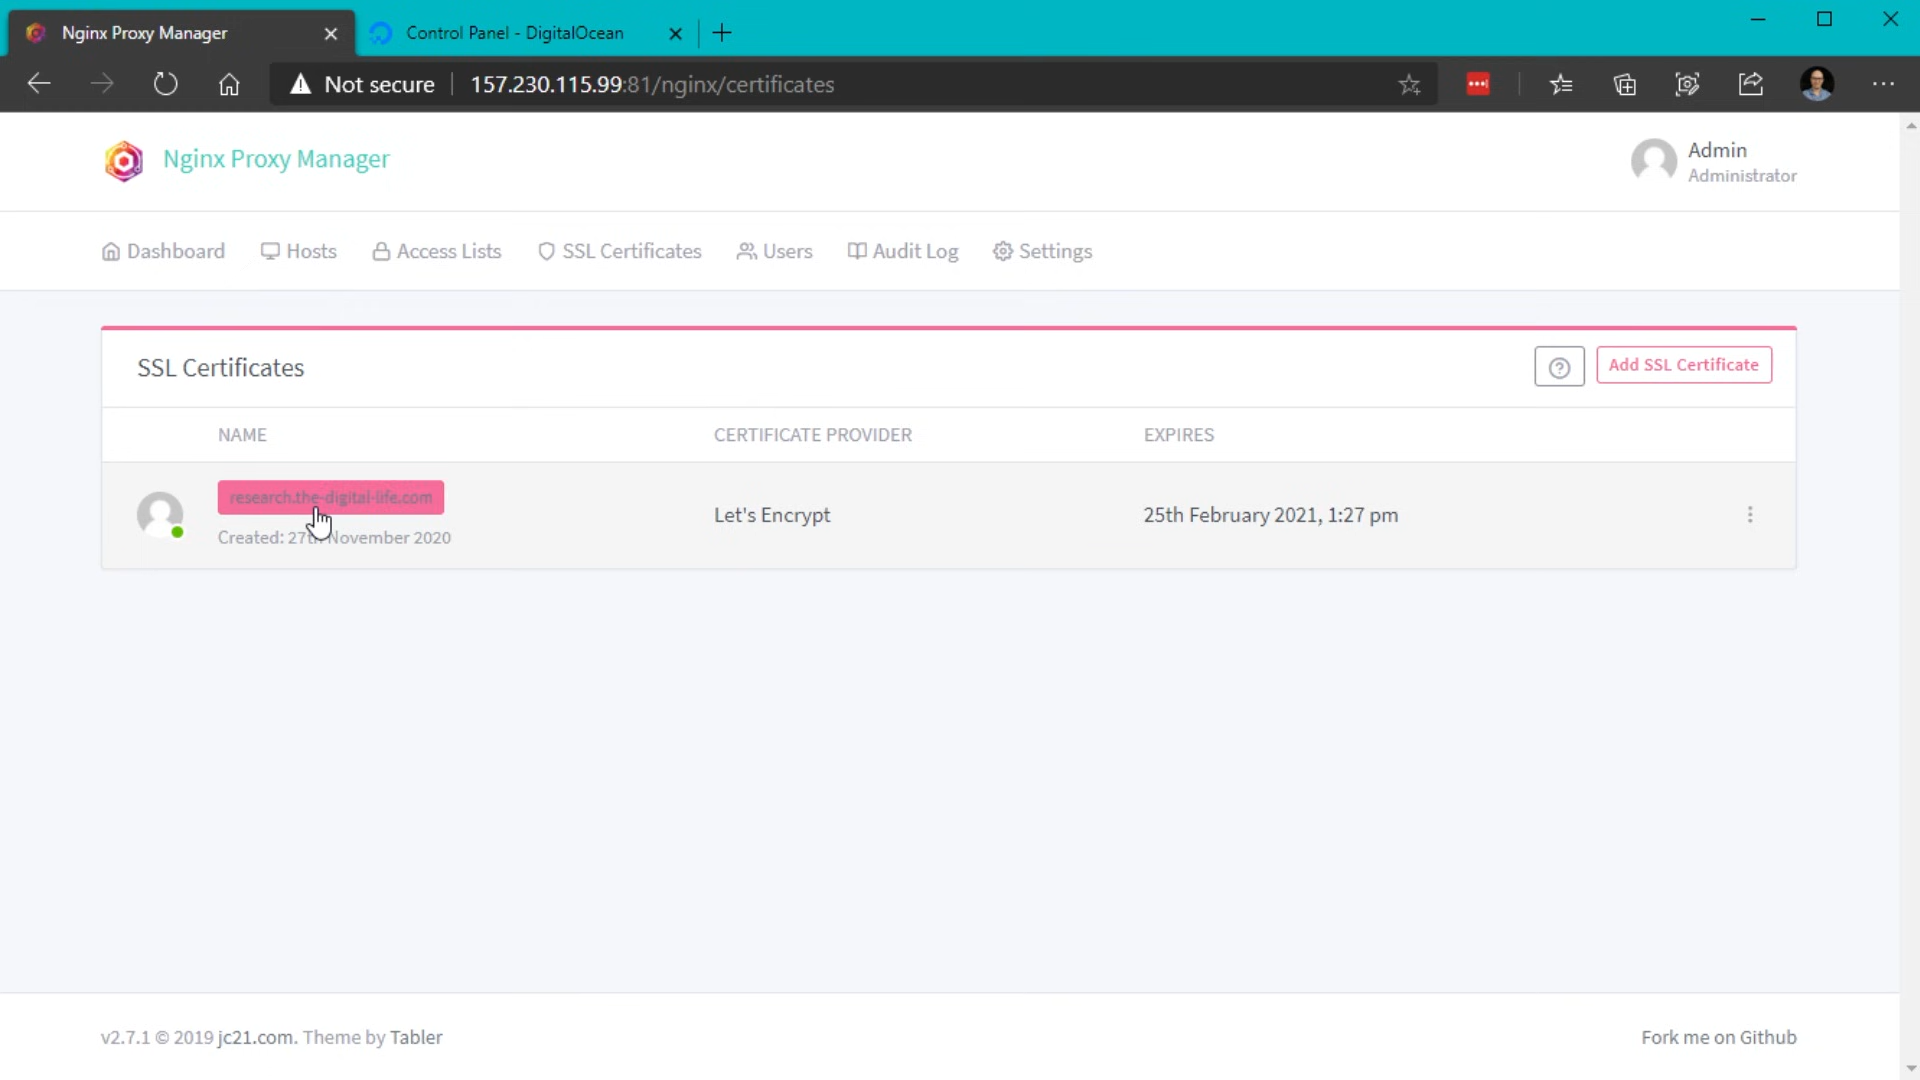 Nginx Proxy Manager
Control Panel - DigitalOcean
Not secure
157.230.115.99:81/nginx/certificates
Nginx Proxy Manager
Admin
Administrator
Dashboard
Hosts
Access Lists
SSL Certificates
Users
Audit Log
Settings
SSL Certificates
Add SSL Certificate
NAME
CERTIFICATE PROVIDER
EXPIRES
research.the-digital-life.com
Created: 27th November 2020
Let's Encrypt
25th February 2021, 1:27 pm
v2.7.1 © 2019 jc21.com. Theme by Tabler
Fork me on Github